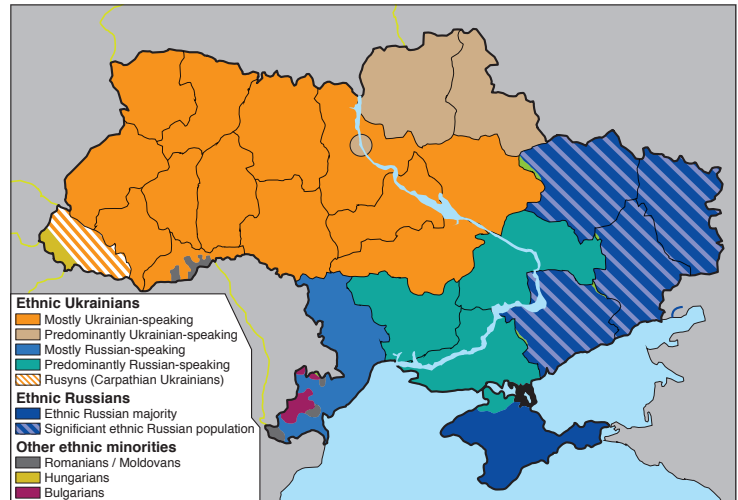 Ethnic Ukrainians
Mostly Ukrainian-speaking
Predominantly Ukrainian-speaking
Mostly Russian-speaking
Predominantly Russian-speaking
Rusyns (Carpathian Ukrainians)
Ethnic Russians
Ethnic Russian majority
Significiant ethnic Russian population
Other ethnic minorities
Romanians / Moldovans
Hungarians
Bulgarians